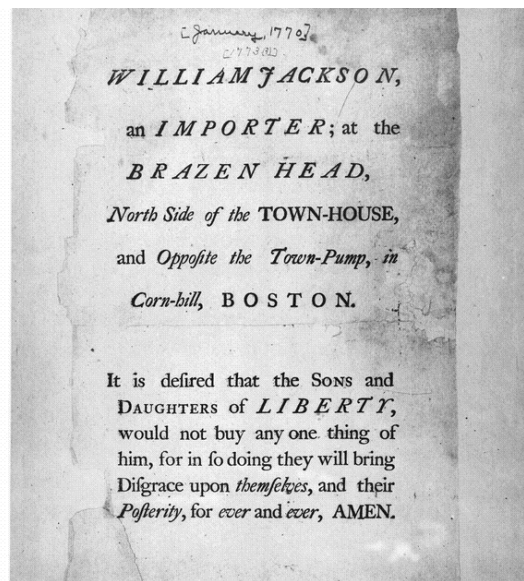 [January, 1770]
WILLIAM JACKSON,
an IMPORTER; at the
BRAZEN HEAD,
North Side of the TOWN-HOUSE,
and Oppoſite the Town-Pump, in
Corn-hill, BOSTON.
It is deſired that the SONS and
DAUGHTERS of LIBERTY,
would not buy any one thing of
him, for in ſo doing they will bring
Diſgrace upon themſelves, and their
Poſterity, for ever and ever, AMEN.